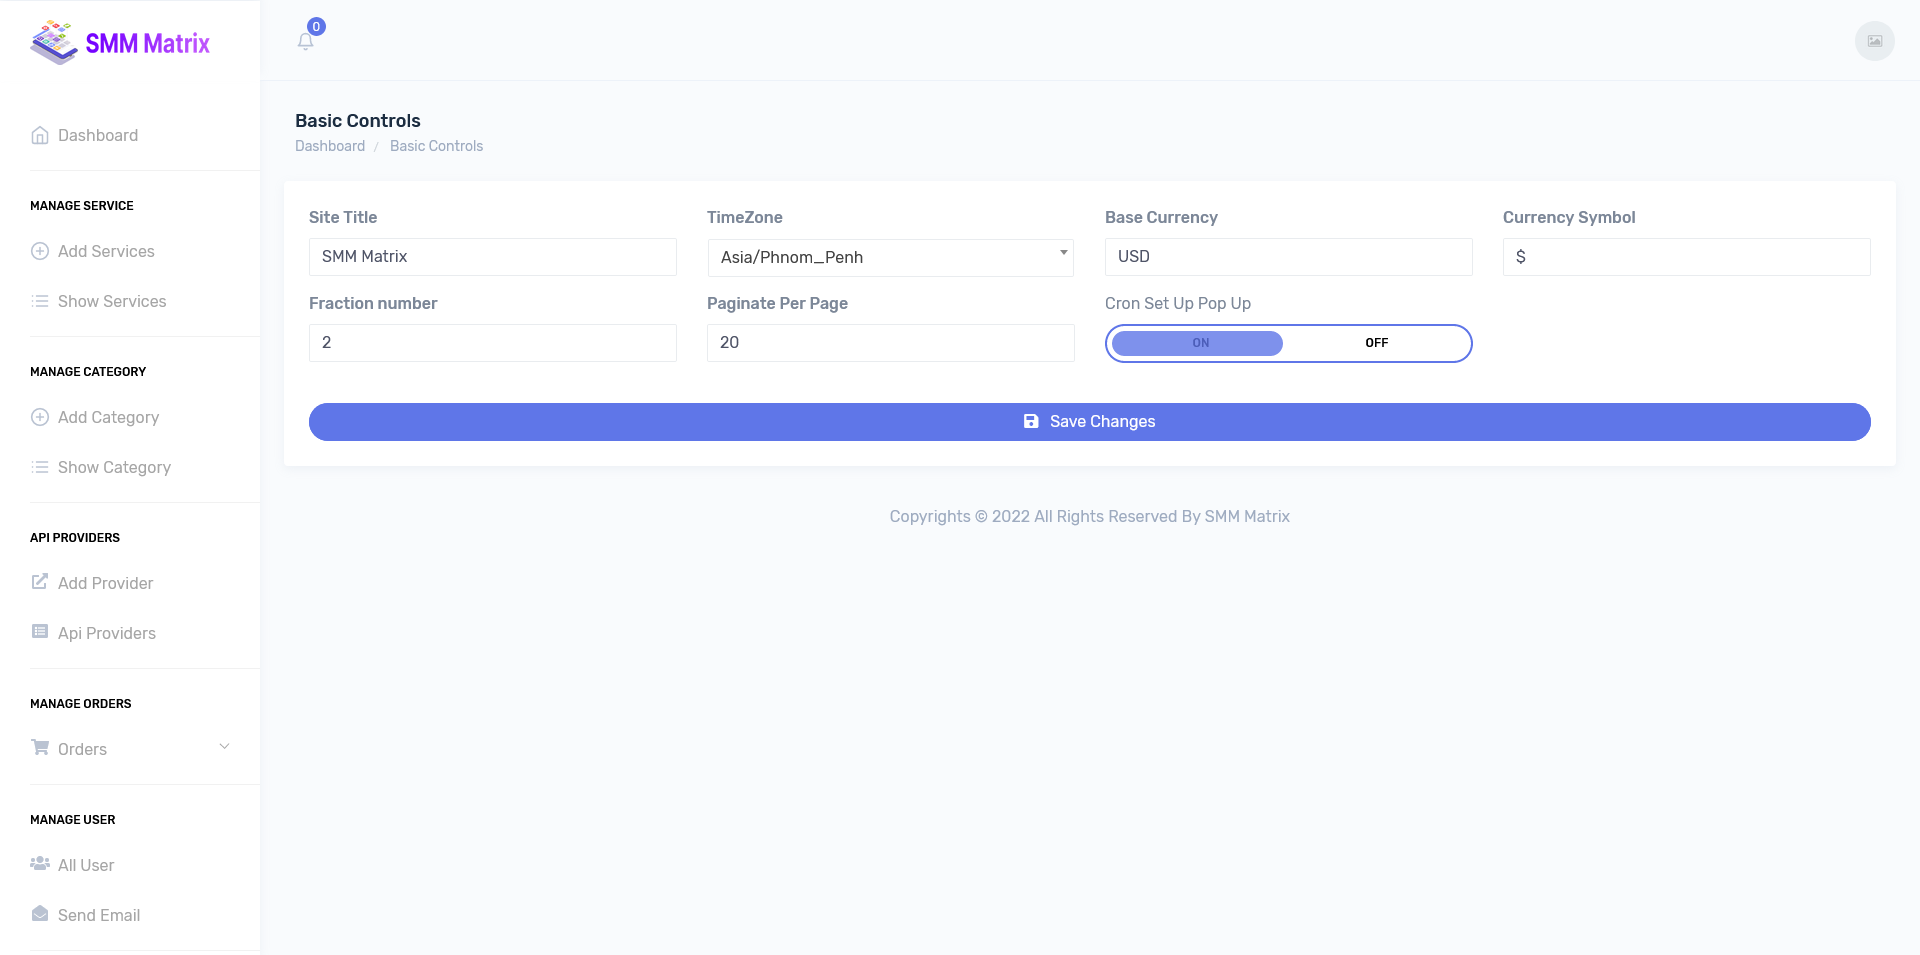 SMM Matrix
0
Dashboard
MANAGE SERVICE
Add Services
Show Services
MANAGE CATEGORY
Add Category
Show Category
API PROVIDERS
Add Provider
Api Providers
MANAGE ORDERS
Orders
MANAGE USER
All User
Send Email
Basic Controls
Dashboard / Basic Controls
Site Title
SMM Matrix
TimeZone
Asia/Phnom_Penh
Base Currency
USD
Currency Symbol
$
Fraction number
2
Paginate Per Page
20
Cron Set Up Pop Up
ON OFF
Save Changes
Copyrights © 2022 All Rights Reserved By SMM Matrix